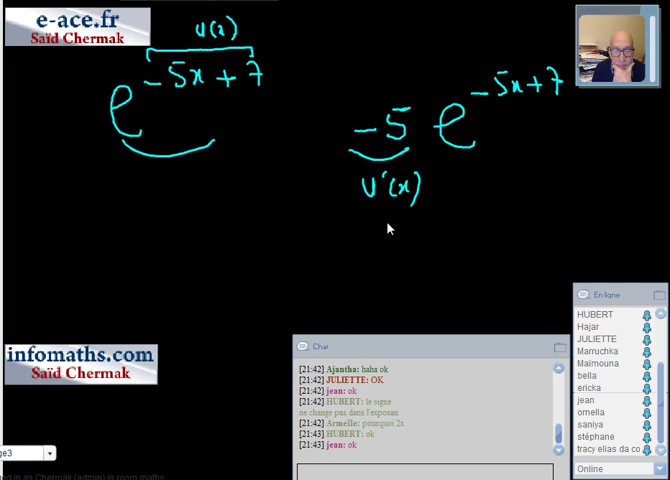 e-ace.fr
Saïd Chermak
u(x)
e^-5x + 7
-5 e^-5x+7
u'(x)
infomaths.com
Saïd Chermak
ge3
ed in as Chermak (admin) in room maths
Chat
[21:42] Ajantha: haha ok
[21:42] JULIETTE: OK
[21:42] jean: ok
[21:42] HUBERT: le signe
ne change pas dans l'exposan
[21:42] Armelle: pourquoi 2x
[21:43] HUBERT: ok
[21:43] jean: ok
En ligne
HUBERT
Hajar
JULIETTE
Marruchka
Maïmouna
bella
ericka
jean
ornella
saniya
stéphane
tracy elias da co
Online